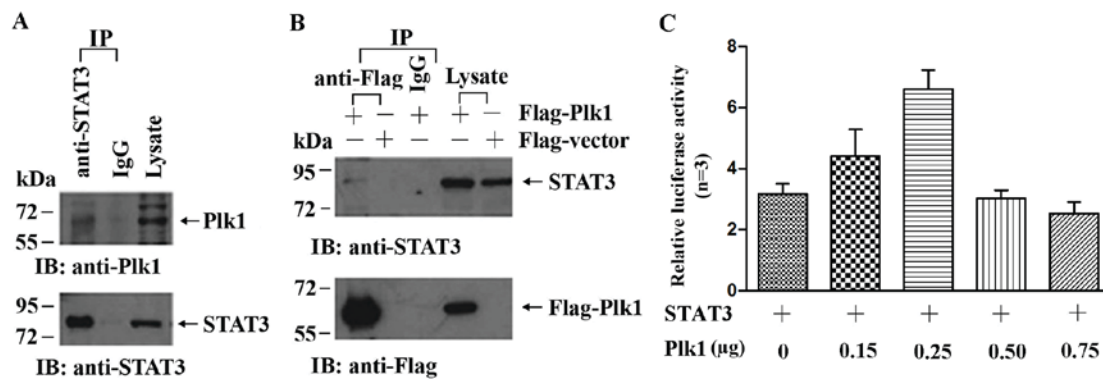 A
IP
anti-STAT3
IgG
Lysate
kDa
72
55
Plk1
IB: anti-Plk1
95
72
STAT3
IB: anti-STAT3
B
IP
anti-Flag
IgG
Lysate
+ − + + − Flag-Plk1
− + − − + Flag-vector
kDa
95
72
STAT3
IB: anti-STAT3
72
55
Flag-Plk1
IB: anti-Flag
C
Relative luciferase activity
(n=3)
8
6
4
2
0
STAT3 + + + + +
Plk1 (μg) 0 0.15 0.25 0.50 0.75